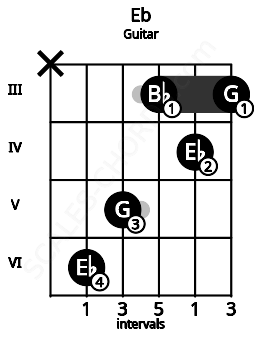 Eb
Guitar
III
B♭ 1
G 1
IV
E♭ 2
V
G 3
VI
E♭ 4
1 3 5 1 3
intervals